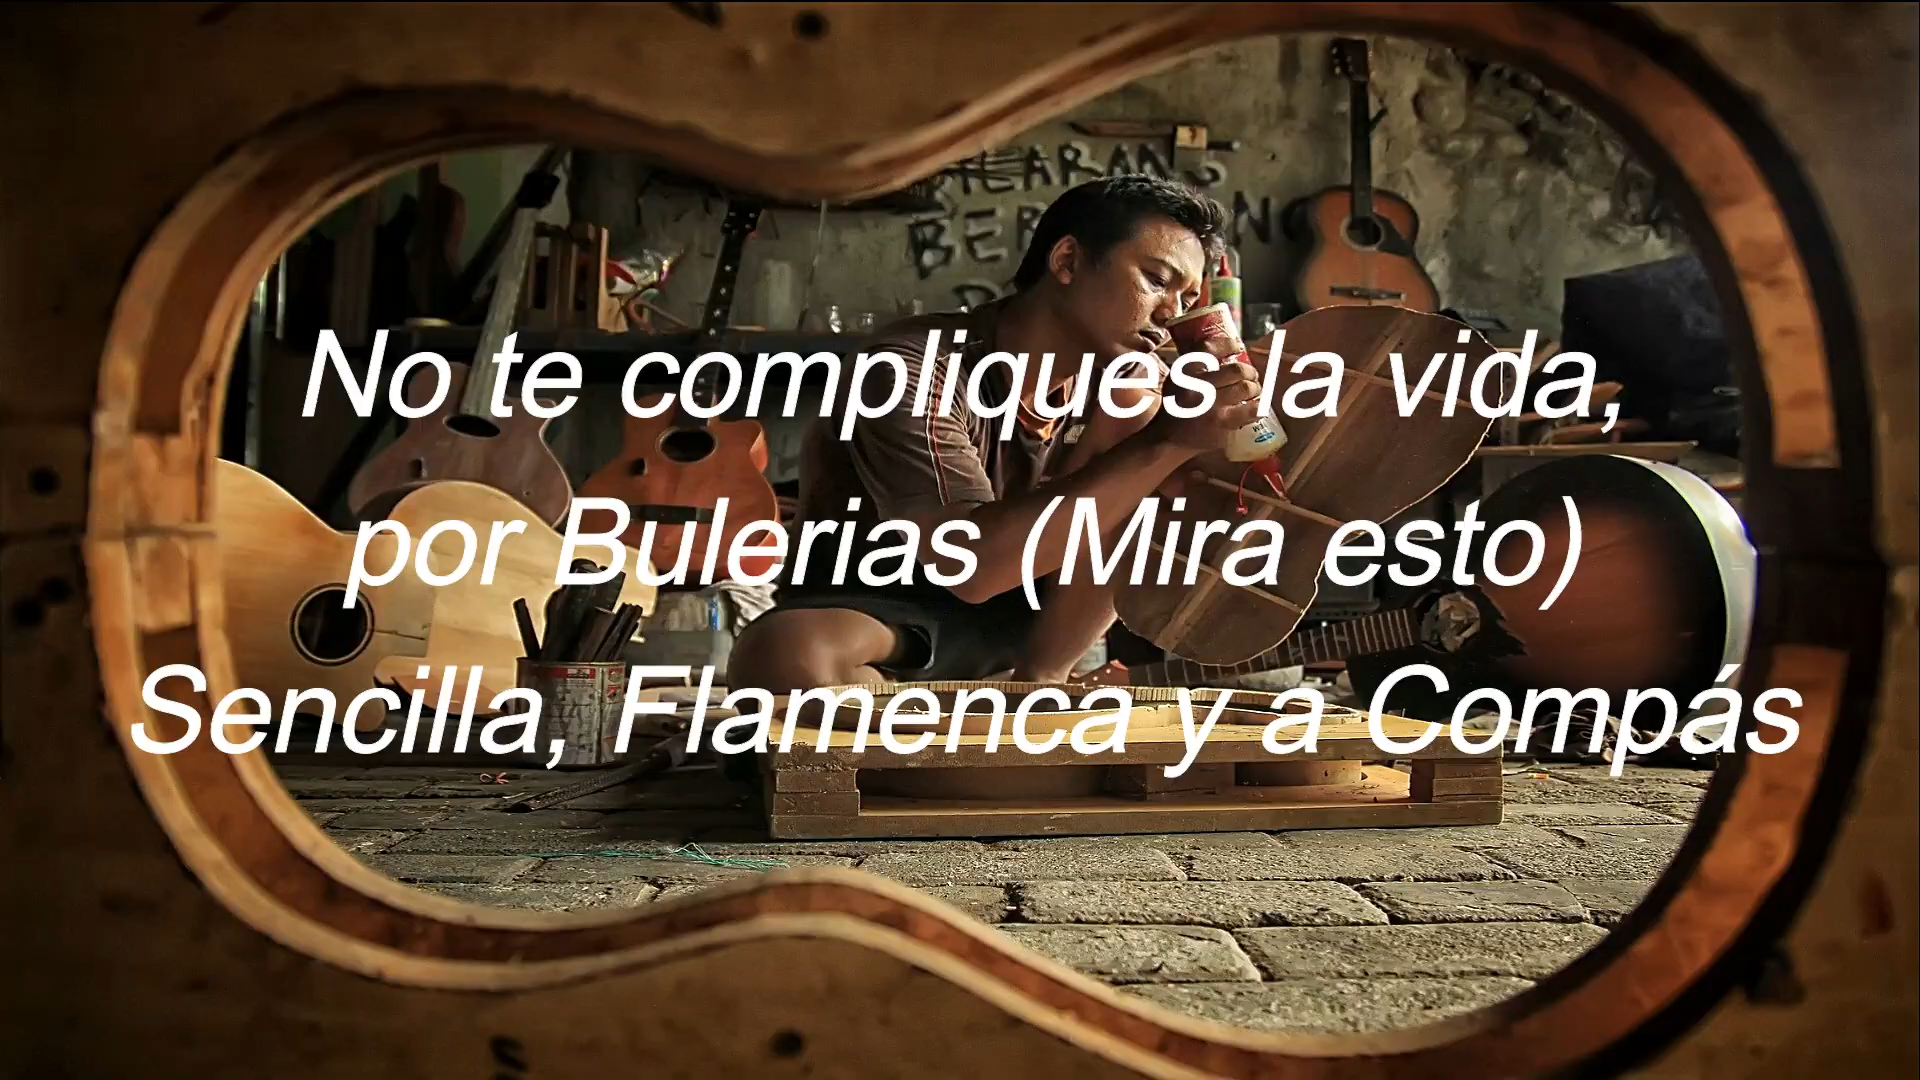 No te compliques la vida,
por Bulerias (Mira esto)
Sencilla, Flamenca y a Compás